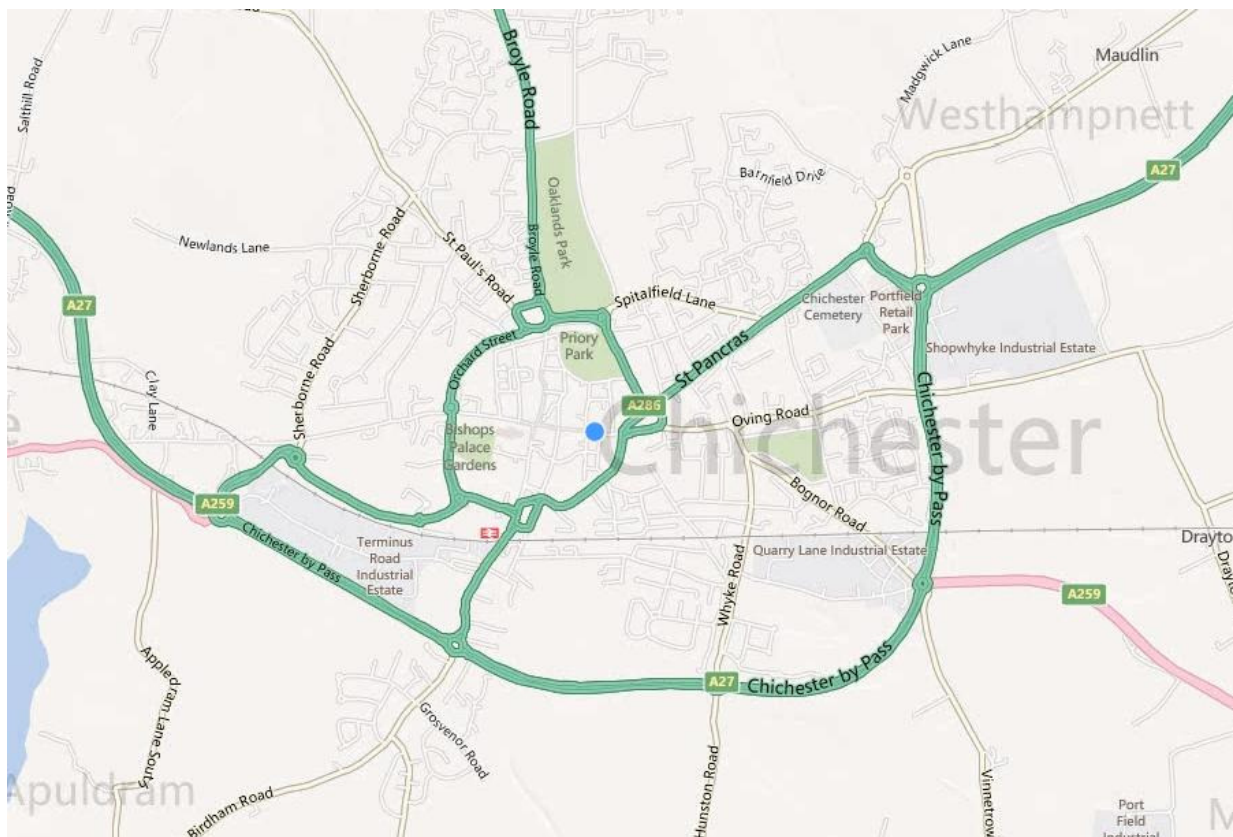 Broyle Road
Salthill Road
Madgwick Lane
Maudlin
Westhampnett
A27
Barnfield Drive
Oaklands Park
Newlands Lane
Sherborne Road
St Paul's Road
Broyle Road
A27
Spitalfield Lane
Chichester
Cemetery
Portfield
Retail
Park
Orchard Street
Priory
Park
St Pancras
Shopwhyke Industrial Estate
Clay Lane
Sherborne Road
A286
Oving Road
Chichester by Pass
Chichester
Bishops
Palace
Gardens
Bognor Road
A259
Chichester by Pass
Terminus
Road
Industrial
Estate
Quarry Lane Industrial Estate
Whyke Road
A259
A27
Chichester by Pass
Appledram Lane South
Grosvenor Road
Hunston Road
Birdham Road
Apuldram
Port
Field